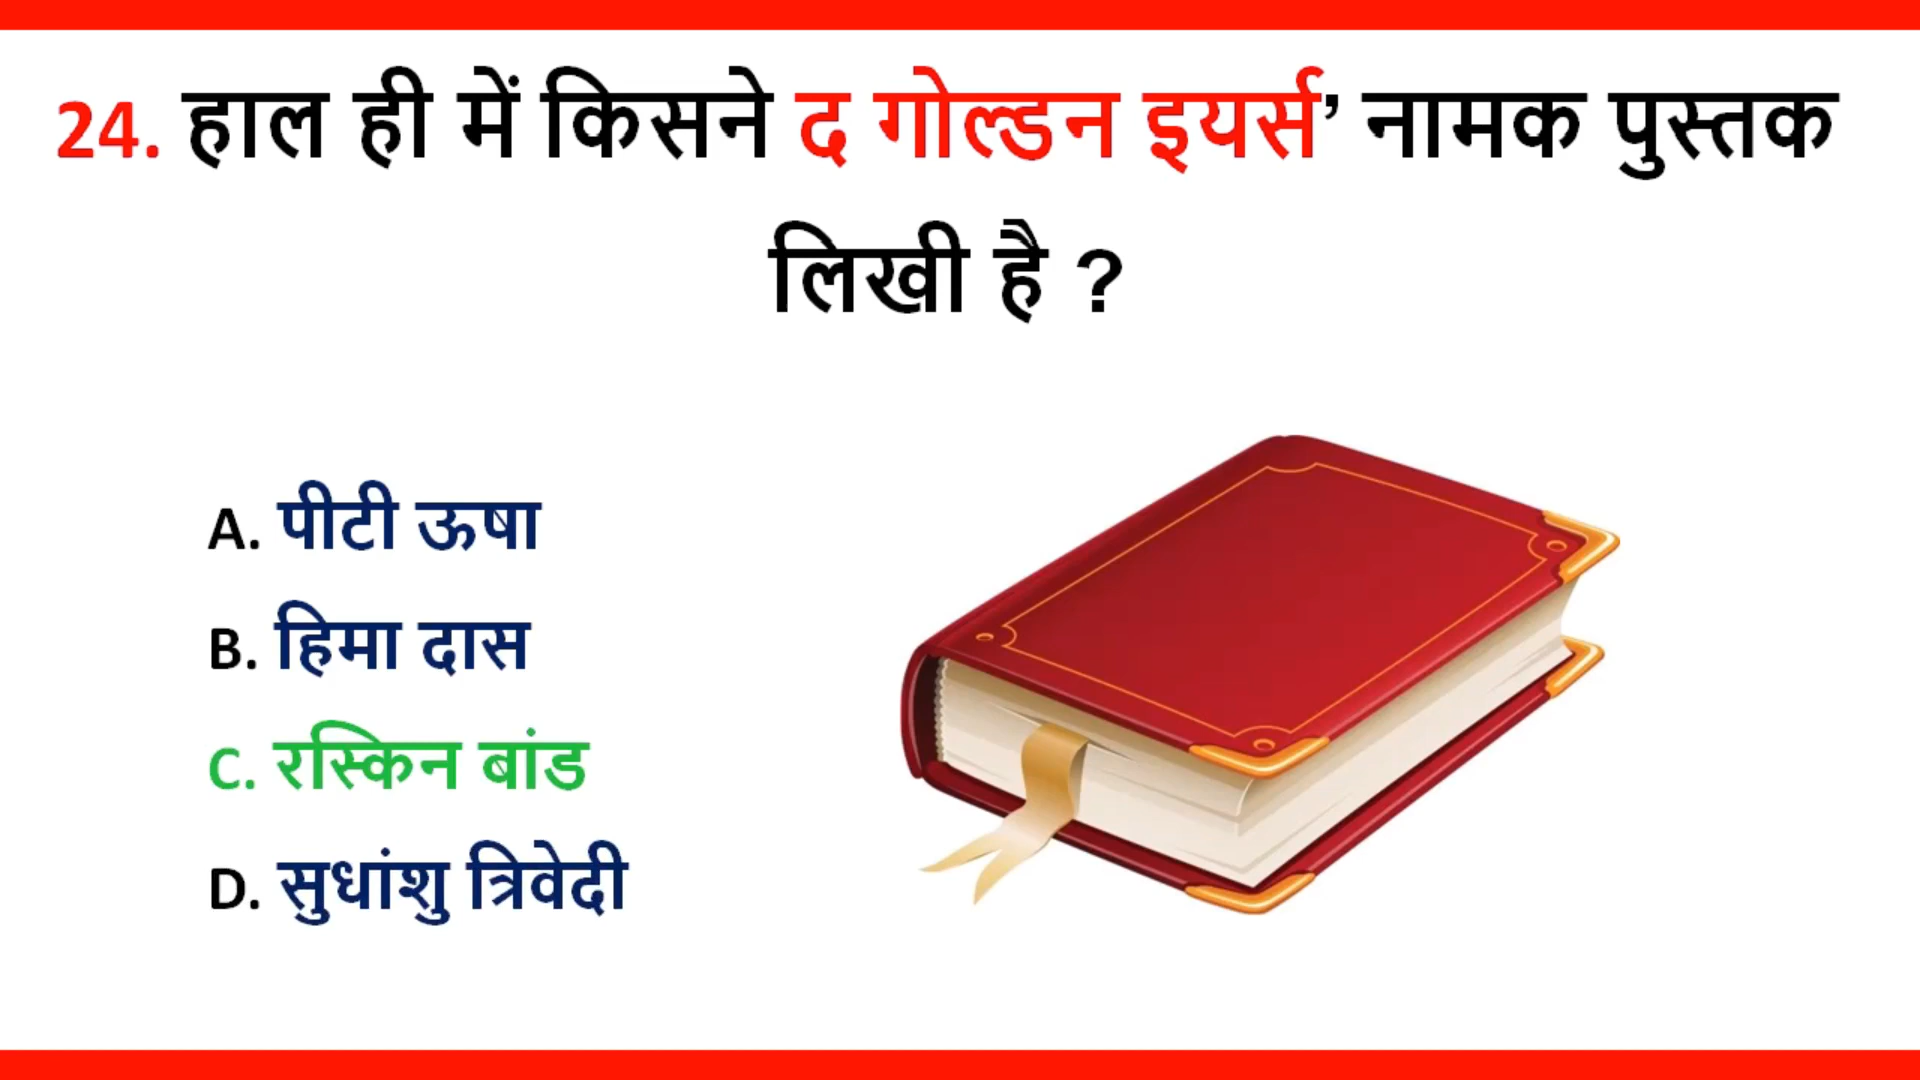 24. हाल ही में किसने द गोल्डन इयर्स’ नामक पुस्तक
लिखी है ?
A. पीटी ऊषा
B. हिमा दास
C. रस्किन बांड
D. सुधांशु त्रिवेदी